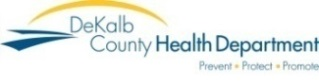 DeKalb
County Health Department
Prevent • Protect • Promote